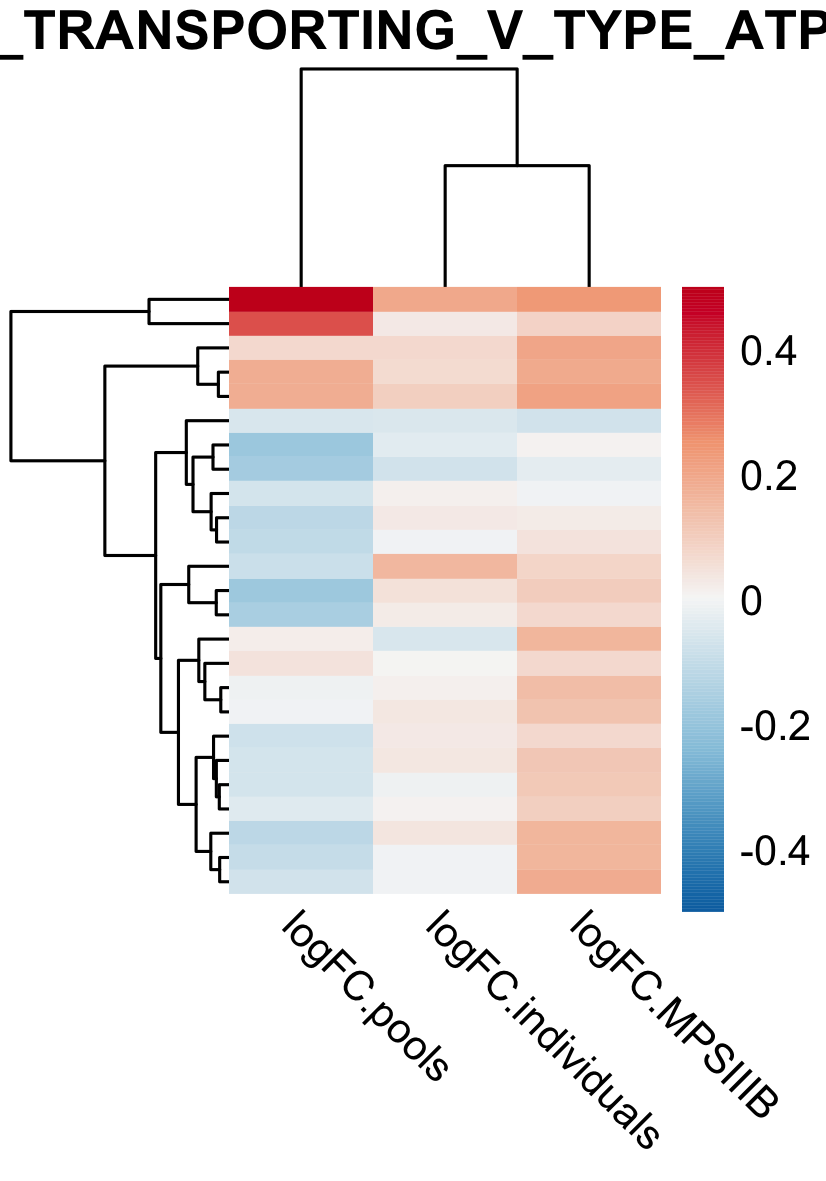 _TRANSPORTING_V_TYPE_ATP
0.4
0.2
0
-0.2
-0.4
logFC.pools
logFC.individuals
logFC.MPSIIIB